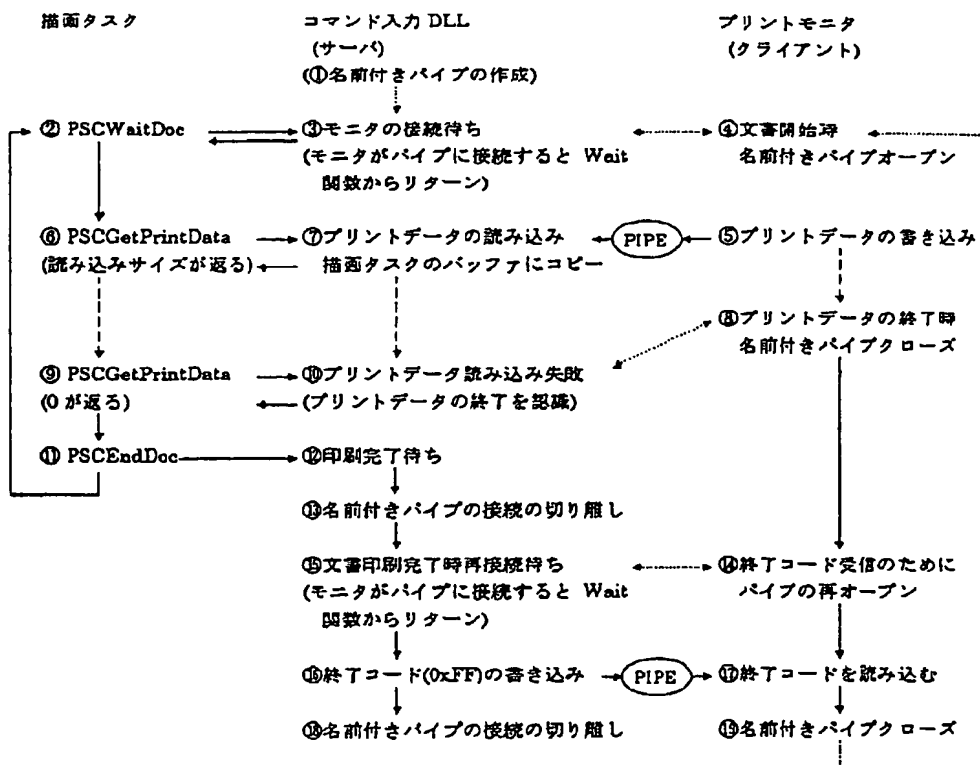 描画タスク
コマンド入力 DLL
(サーバ)
プリントモニタ
(クライアント)
(①名前付きパイプの作成)
② PSCWaitDoc
③モニタの接続待ち
(モニタがパイプに接続すると Wait
関数からリターン)
④文書開始時
名前付きパイプオープン
⑥ PSCGetPrintData
(読み込みサイズが返る)
⑦プリントデータの読み込み
描画タスクのバッファにコピー
PIPE
⑤プリントデータの書き込み
⑧プリントデータの終了時
名前付きパイプクローズ
⑨ PSCGetPrintData
(0 が返る)
⑩プリントデータ読み込み失敗
(プリントデータの終了を認識)
⑪ PSCEndDoc
⑫印刷完了待ち
⑬名前付きパイプの接続の切り離し
⑮文書印刷完了時再接続待ち
(モニタがパイプに接続すると Wait
関数からリターン)
⑭終了コード受信のために
パイプの再オープン
⑯終了コード(0xFF)の書き込み
PIPE
⑰終了コードを読み込む
⑱名前付きパイプの接続の切り離し
⑲名前付きパイプクローズ